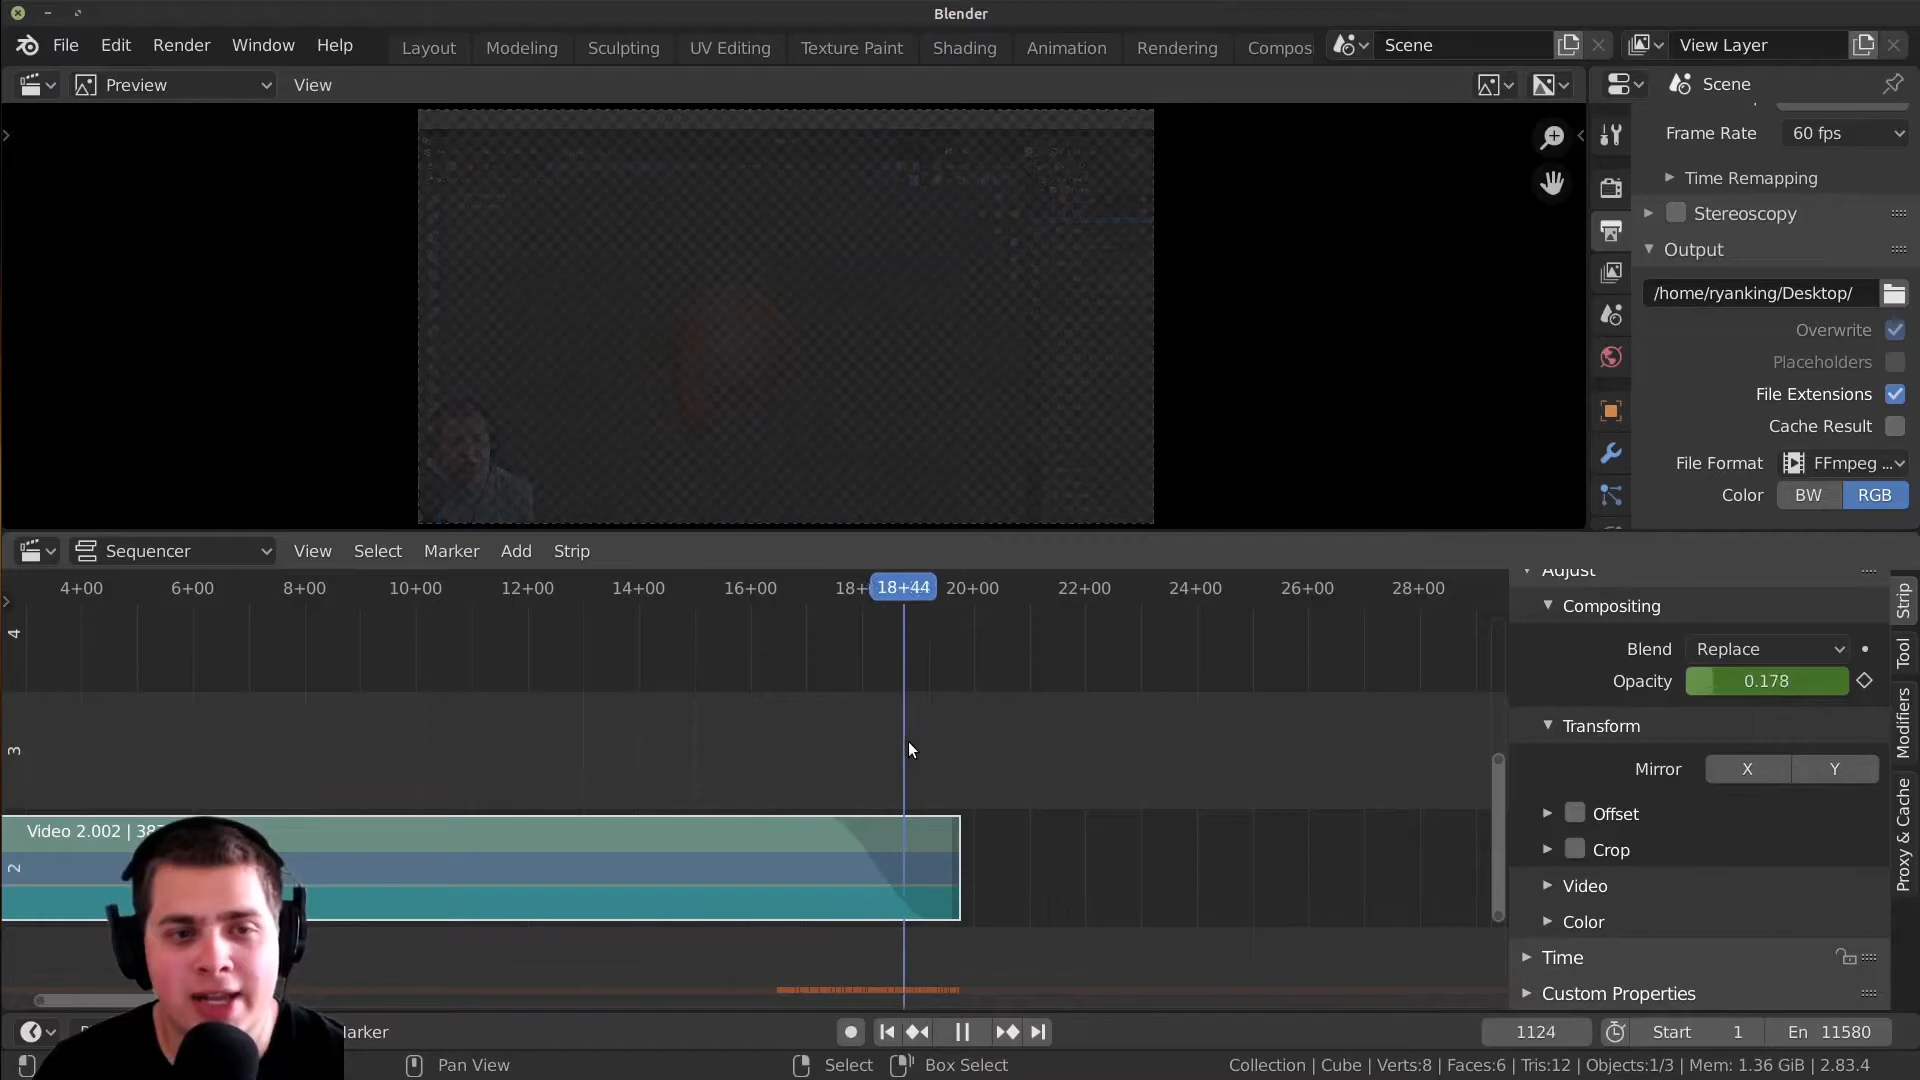 Blender
File Edit Render Window Help Layout Modeling Sculpting UV Editing Texture Paint Shading Animation Rendering Compos Scene View Layer
Preview View Scene
Frame Rate 60 fps
Time Remapping
Stereoscopy
Output
/home/ryanking/Desktop/
Overwrite
Placeholders
File Extensions
Cache Result
File Format FFmpeg ...
Color BW RGB
Sequencer View Select Marker Add Strip
4+00 6+00 8+00 10+00 12+00 14+00 16+00 18+ 18+44 20+00 22+00 24+00 26+00 28+00
Adjust
Compositing
Blend Replace
Opacity 0.178
Transform
Mirror X Y
Offset
Crop
Video
Color
Time
Custom Properties
Strip
Tool
Modifiers
Proxy & Cache
4
3
2
Video 2.002 | 38
arker 1124 Start 1 En 11580
Pan View Select Box Select Collection | Cube | Verts:8 | Faces:6 | Tris:12 | Objects:1/3 | Mem: 1.36 GiB | 2.83.4